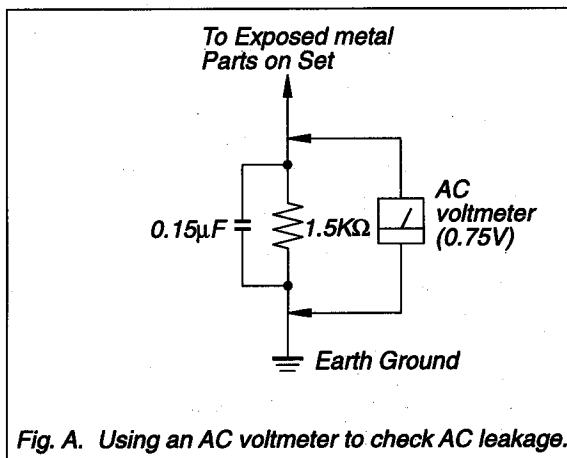 To Exposed metal
Parts on Set
0.15µF
1.5KΩ
AC
voltmeter
(0.75V)
Earth Ground
Fig. A. Using an AC voltmeter to check AC leakage.